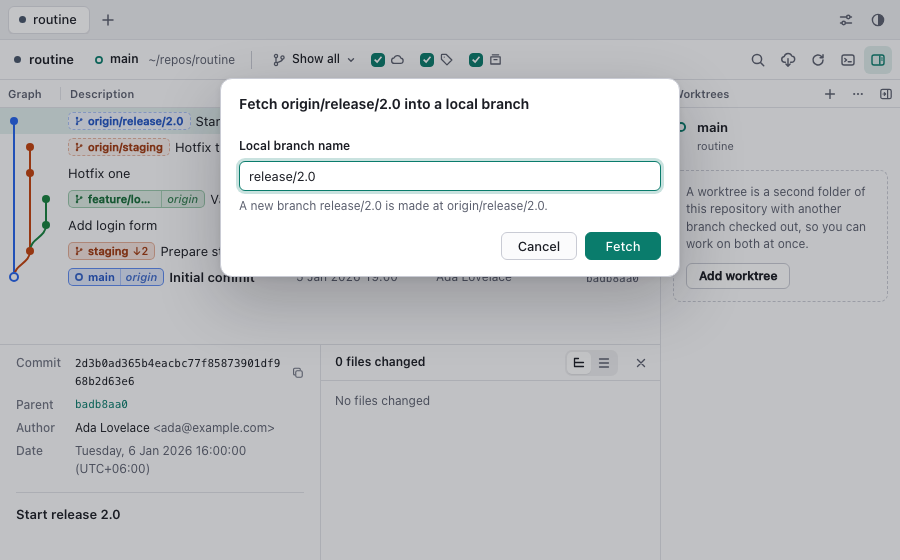 routine
routine
main
~/repos/routine
Show all
Graph
Description
Worktrees
origin/release/2.0
origin/staging
Hotfix
Hotfix one
feature/lo...
origin
Add login form
staging ↓2
Prepare
main
origin
Initial commit
5 Jan 2026 19:00
Ada Lovelace
badb8aa0
Fetch origin/release/2.0 into a local branch
Local branch name
release/2.0
A new branch release/2.0 is made at origin/release/2.0.
Cancel
Fetch
main
routine
A worktree is a second folder of
this repository with another
branch checked out, so you can
work on both at once.
Add worktree
Commit
2d3b0ad365b4eacbc77f85873901df9
68b2d63e6
Parent
badb8aa0
Author
Ada Lovelace <ada@example.com>
Date
Tuesday, 6 Jan 2026 16:00:00
(UTC+06:00)
Start release 2.0
0 files changed
No files changed